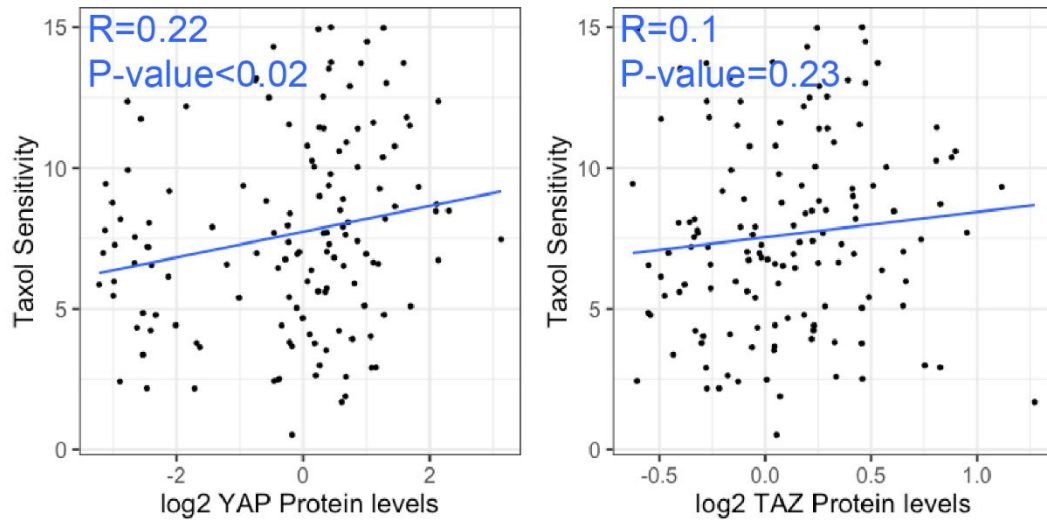 R=0.22
P-value<0.02
Taxol Sensitivity
15
10
5
0
-2
0
2
log2 YAP Protein levels
R=0.1
P-value=0.23
Taxol Sensitivity
15
10
5
0
-0.5
0.0
0.5
1.0
log2 TAZ Protein levels